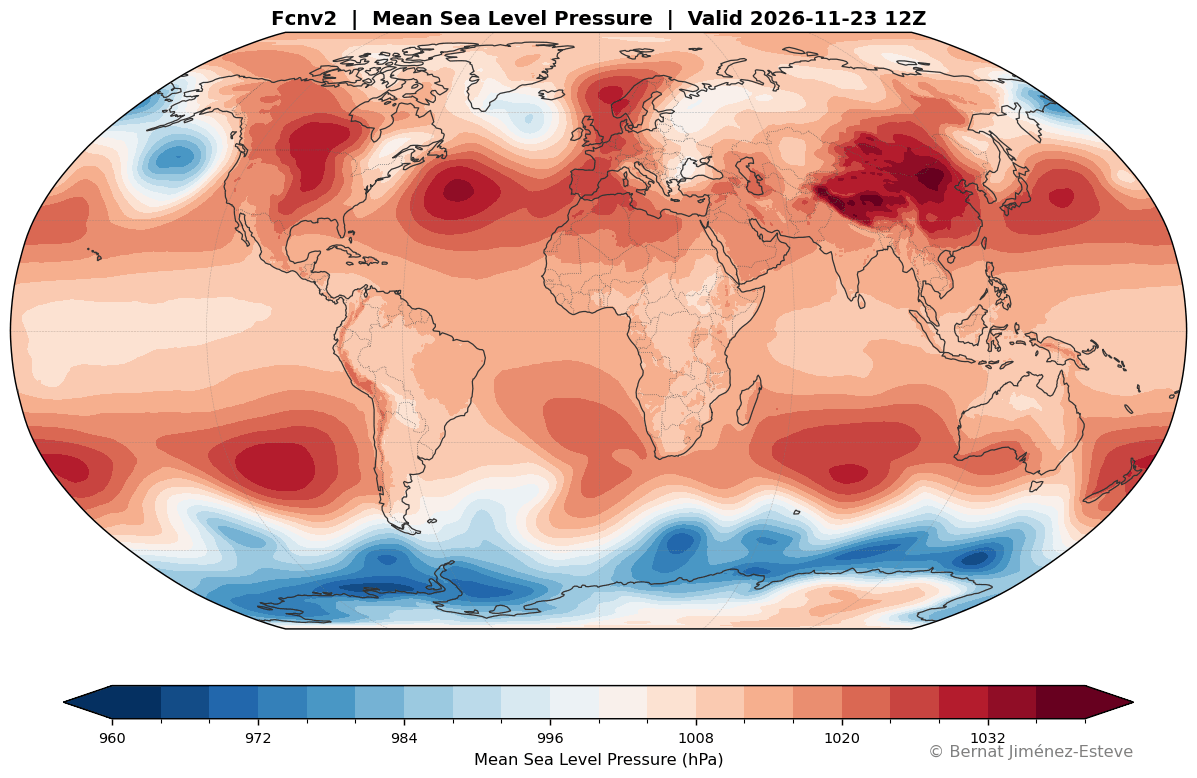 Fcnv2 | Mean Sea Level Pressure | Valid 2026-11-23 12Z
960 972 984 996 1008 1020 1032
Mean Sea Level Pressure (hPa)
© Bernat Jiménez-Esteve